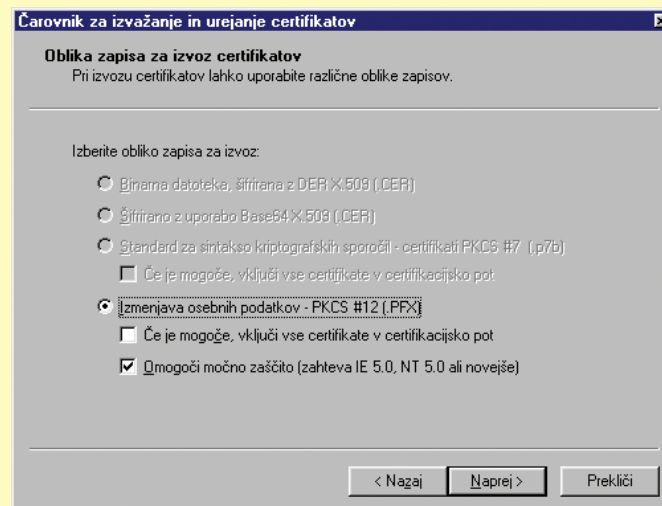 Čarovnik za izvažanje in urejanje certifikatov
Oblika zapisa za izvoz certifikatov
Pri izvozu certifikatov lahko uporabite različne oblike zapisov.
Izberite obliko zapisa za izvoz:
Binarna datoteka, šifrirana z DER X.509 (.CER)
Šifrirano z uporabo Base64 X.509 (.CER)
Standard za sintakso kriptografskih sporočil - certifikati PKCS #7 (.p7b)
Če je mogoče, vključi vse certifikate v certifikacijsko pot
Izmenjava osebnih podatkov - PKCS #12 (.PFX)
Če je mogoče, vključi vse certifikate v certifikacijsko pot
Omogoči močno zaščito (zahteva IE 5.0, NT 5.0 ali novejše)
< Nazaj Naprej > Prekliči